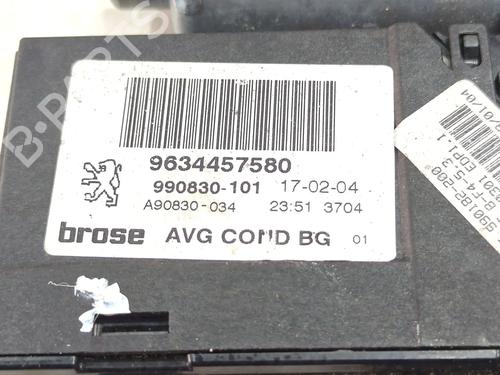 9634457580
990830-101 17-02-04
A90830-034 23:51 3704
brose AVG COND BG 01
B-PARTS